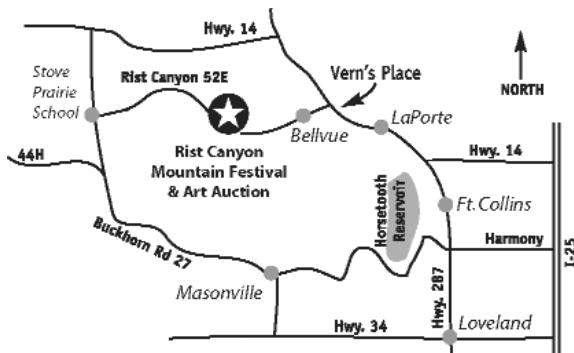 Hwy. 14
Stove
Prairie
School
Rist Canyon 52E
Vern's Place
NORTH
LaPorte
Bellvue
Rist Canyon
Mountain Festival
& Art Auction
44H
Hwy. 14
Horsetooth
Reservoir
Ft. Collins
Buckhorn Rd 27
Harmony
I-25
Masonville
Hwy. 287
Hwy. 34
Loveland